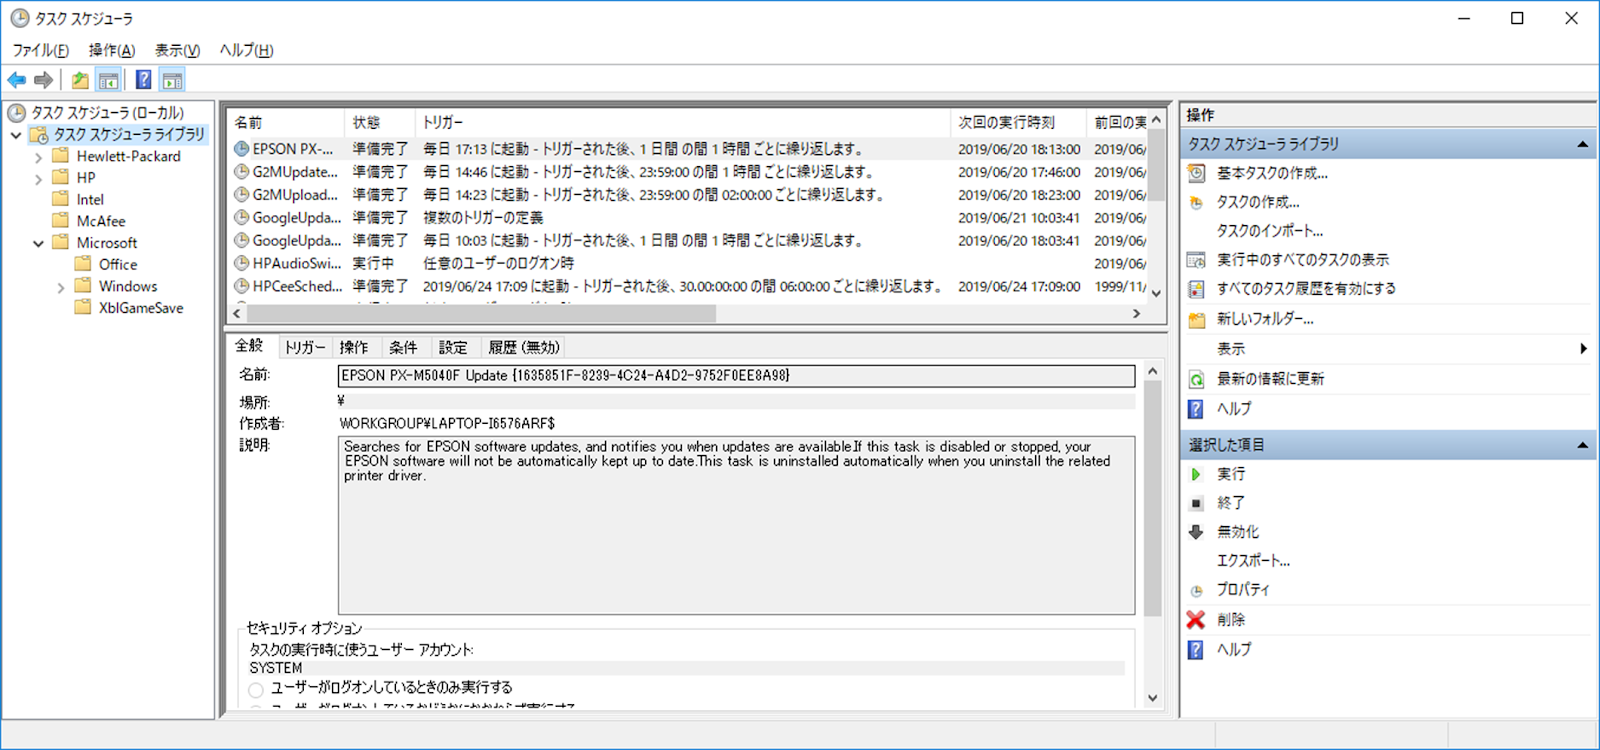 タスク スケジューラ
ファイル(F) 操作(A) 表示(V) ヘルプ(H)
タスク スケジューラ (ローカル)
タスク スケジューラ ライブラリ
Hewlett-Packard
HP
Intel
McAfee
Microsoft
Office
Windows
XblGameSave
名前 状態 トリガー 次回の実行時刻 前回の実
EPSON PX-... 準備完了 毎日 17:13 に起動 - トリガーされた後、1 日間 の間 1 時間 ごとに繰り返します。 2019/06/20 18:13:00 2019/06/
G2MUpdate... 準備完了 毎日 14:46 に起動 - トリガーされた後、23:59:00 の間 1 時間 ごとに繰り返します。 2019/06/20 17:46:00 2019/06/
G2MUpload... 準備完了 毎日 14:23 に起動 - トリガーされた後、23:59:00 の間 02:00:00 ごとに繰り返します。 2019/06/20 18:23:00 2019/06/
GoogleUpda... 準備完了 複数のトリガーの定義 2019/06/21 10:03:41 2019/06/
GoogleUpda... 準備完了 毎日 10:03 に起動 - トリガーされた後、1 日間 の間 1 時間 ごとに繰り返します。 2019/06/20 18:03:41 2019/06/
HPAudioSwi... 実行中 任意のユーザーのログオン時 2019/06/
HPCeeSched... 準備完了 2019/06/24 17:09 に起動 - トリガーされた後、30.00:00:00 の間 06:00:00 ごとに繰り返します。 2019/06/24 17:09:00 1999/11/
全般 トリガー 操作 条件 設定 履歴 (無効)
名前: EPSON PX-M5040F Update {1635851F-8239-4C24-A4D2-9752F0EE8A98}
場所: ¥
作成者: WORKGROUP¥LAPTOP-I6576ARF$
説明: Searches for EPSON software updates, and notifies you when updates are available.If this task is disabled or stopped, your
EPSON software will not be automatically kept up to date.This task is uninstalled automatically when you uninstall the related
printer driver.
セキュリティ オプション
タスクの実行時に使うユーザー アカウント:
SYSTEM
ユーザーがログオンしているときのみ実行する
操作
タスク スケジューラ ライブラリ
基本タスクの作成...
タスクの作成...
タスクのインポート...
実行中のすべてのタスクの表示
すべてのタスク履歴を有効にする
新しいフォルダー...
表示
最新の情報に更新
ヘルプ
選択した項目
実行
終了
無効化
エクスポート...
プロパティ
削除
ヘルプ